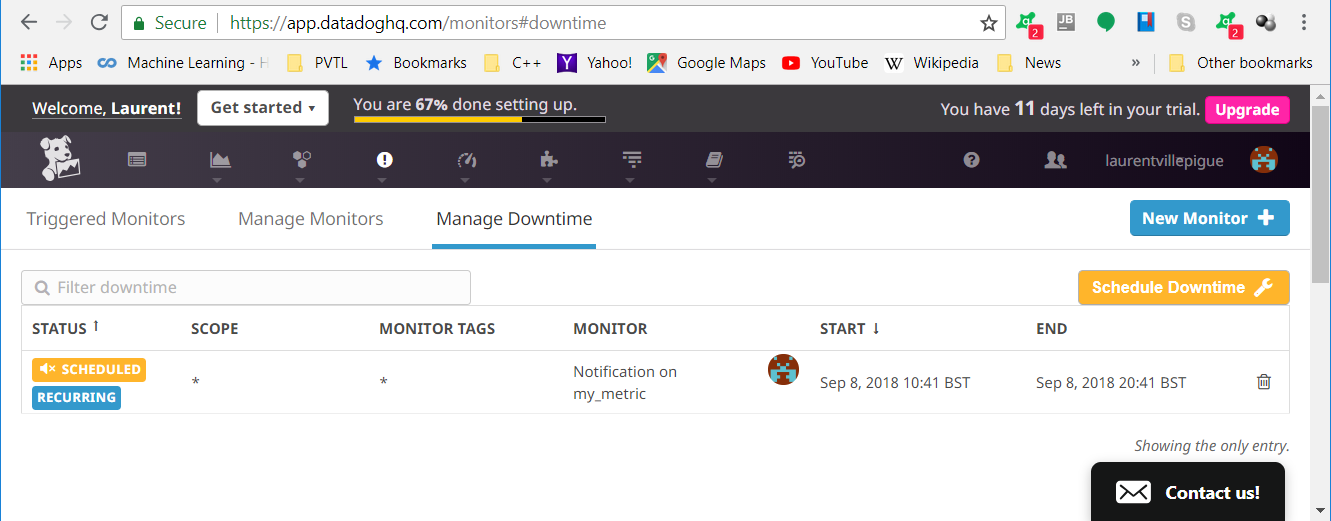 Secure https://app.datadoghq.com/monitors#downtime
2
JB
2
Apps Machine Learning - PVTL Bookmarks C++ Yahoo! Google Maps YouTube W Wikipedia News » Other bookmarks
Welcome, Laurent! Get started You are 67% done setting up. You have 11 days left in your trial. Upgrade
laurentvillepigue
Triggered Monitors Manage Monitors Manage Downtime New Monitor +
Filter downtime Schedule Downtime
STATUS ↑ SCOPE MONITOR TAGS MONITOR START ↓ END
SCHEDULED
RECURRING
* * Notification on
my_metric
Sep 8, 2018 10:41 BST Sep 8, 2018 20:41 BST
Showing the only entry.
Contact us!